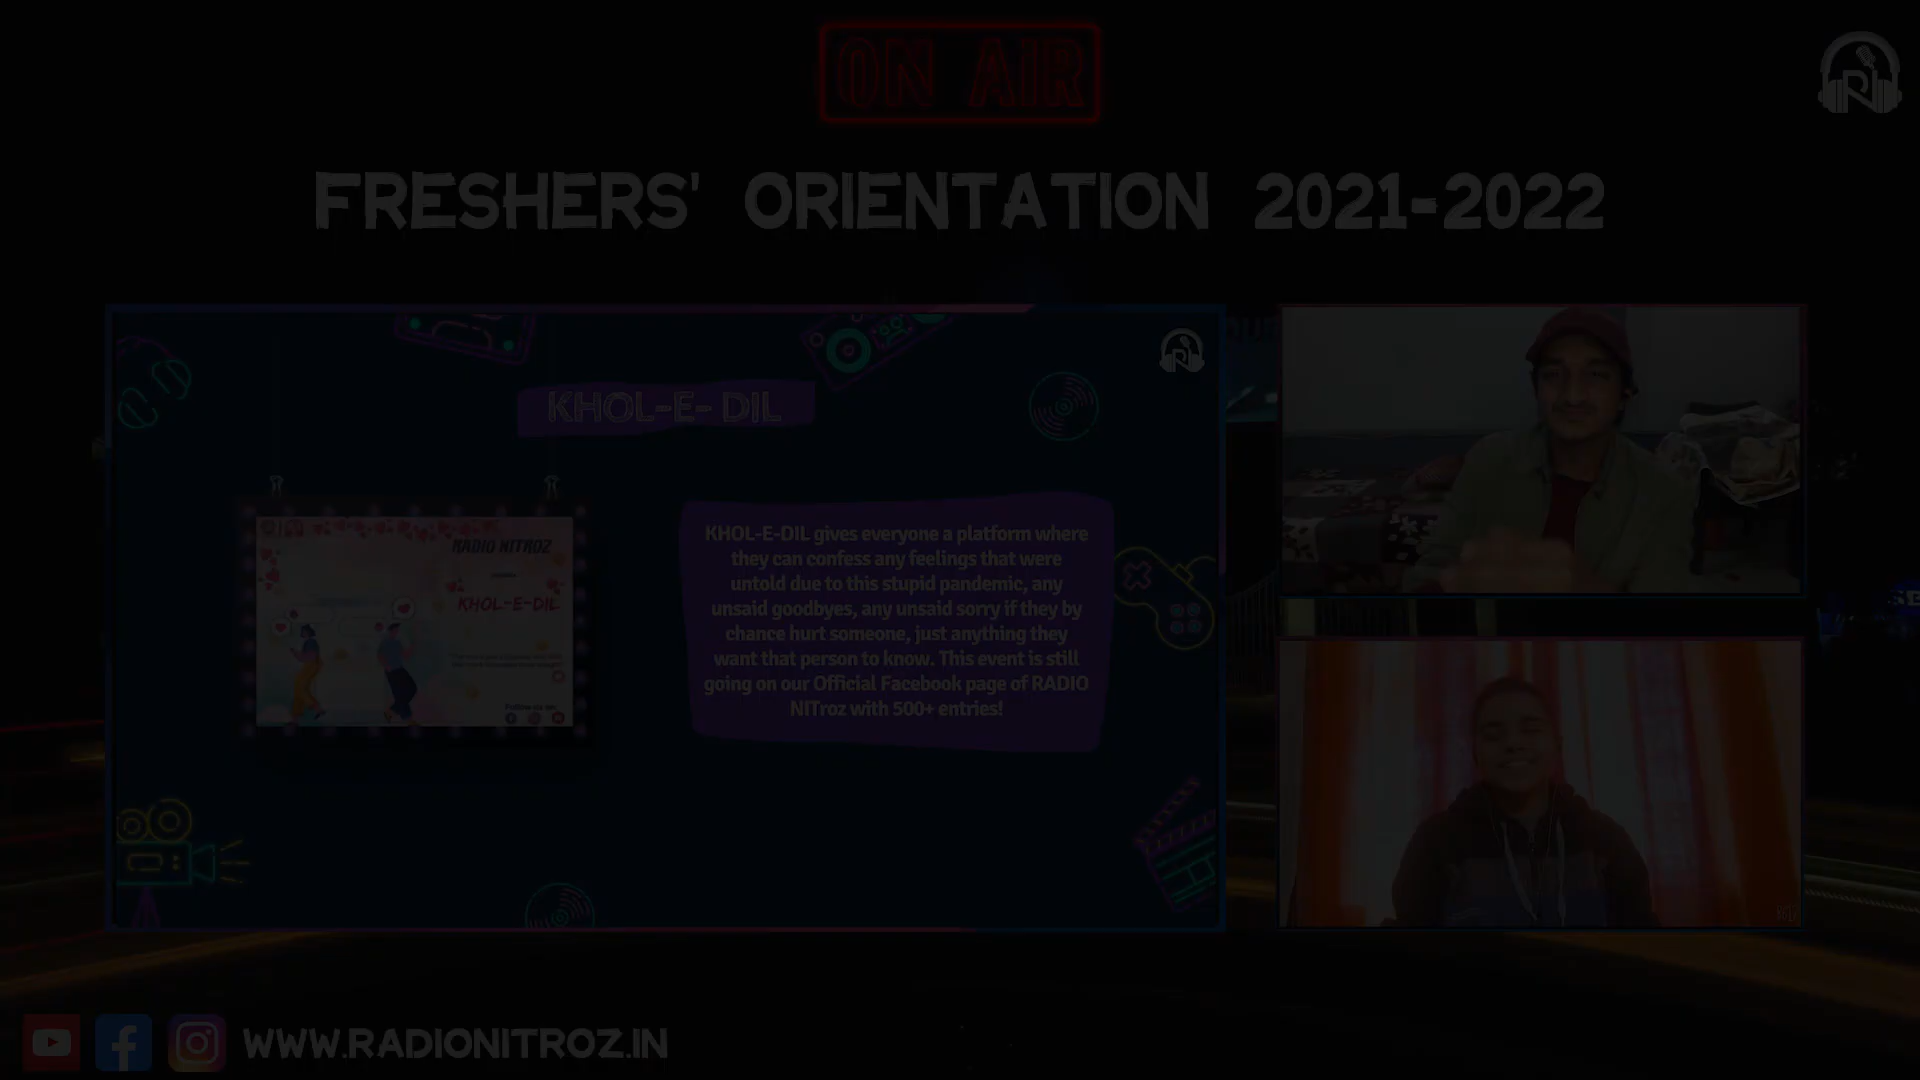 ON AIR
FRESHERS' ORIENTATION 2021-2022
KHOL-E- DIL
RADIO NITROZ
KHOL-E-DIL
Follow us on
KHOL-E-DIL gives everyone a platform where
they can confess any feelings that were
untold due to this stupid pandemic, any
unsaid goodbyes, any unsaid sorry if they by
chance hurt someone, just anything they
want that person to know. This event is still
going on our Official Facebook page of RADIO
NITroz with 500+ entries!
WWW.RADIONITROZ.IN